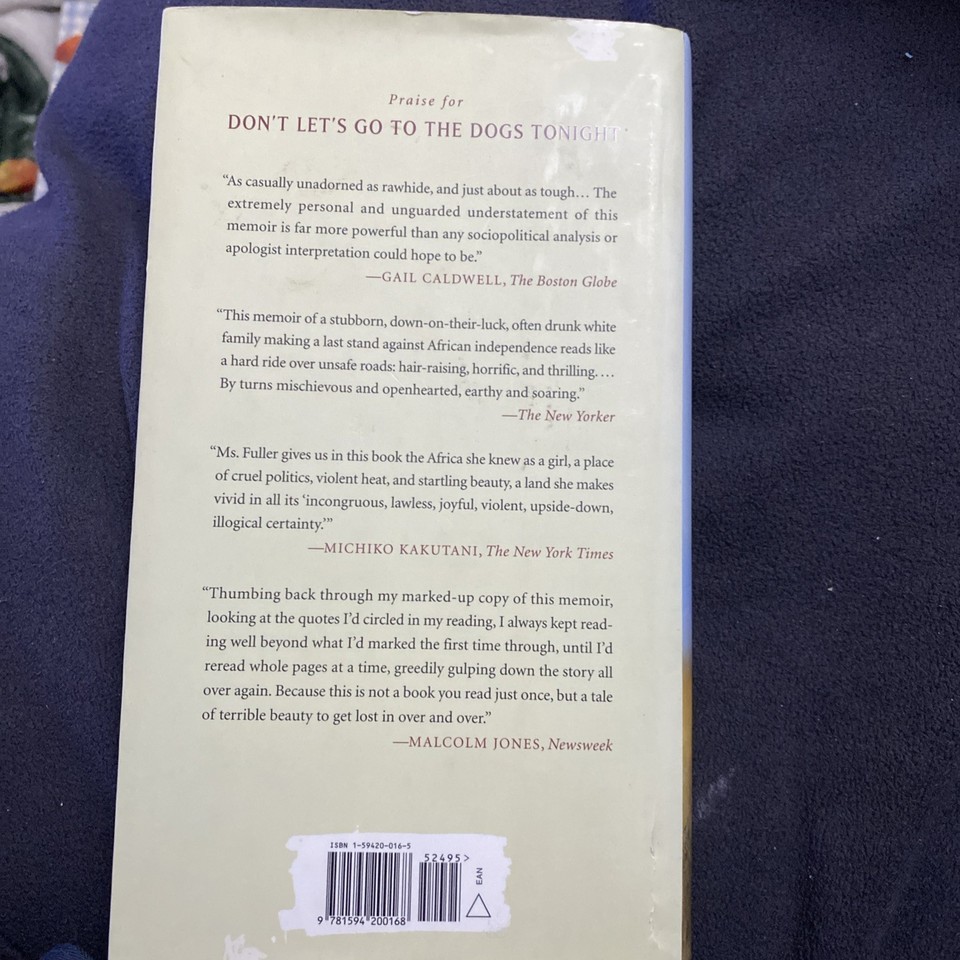 Praise for
DON'T LET'S GO TO THE DOGS TONIGHT
“As casually unadorned as rawhide, and just about as tough… The
extremely personal and unguarded understatement of this
memoir is far more powerful than any sociopolitical analysis or
apologist interpretation could hope to be.”
—GAIL CALDWELL, The Boston Globe
“This memoir of a stubborn, down-on-their-luck, often drunk white
family making a last stand against African independence reads like
a hard ride over unsafe roads: hair-raising, horrific, and thrilling….
By turns mischievous and openhearted, earthy and soaring.”
—The New Yorker
“Ms. Fuller gives us in this book the Africa she knew as a girl, a place
of cruel politics, violent heat, and startling beauty, a land she makes
vivid in all its ‘incongruous, lawless, joyful, violent, upside-down,
illogical certainty.’”
—MICHIKO KAKUTANI, The New York Times
“Thumbing back through my marked-up copy of this memoir,
looking at the quotes I’d circled in my reading, I always kept read-
ing well beyond what I’d marked the first time through, until I’d
reread whole pages at a time, greedily gulping down the story all
over again. Because this is not a book you read just once, but a tale
of terrible beauty to get lost in over and over.”
—MALCOLM JONES, Newsweek
ISBN 1-59420-016-5
52495>
EAN
9 781594 200168